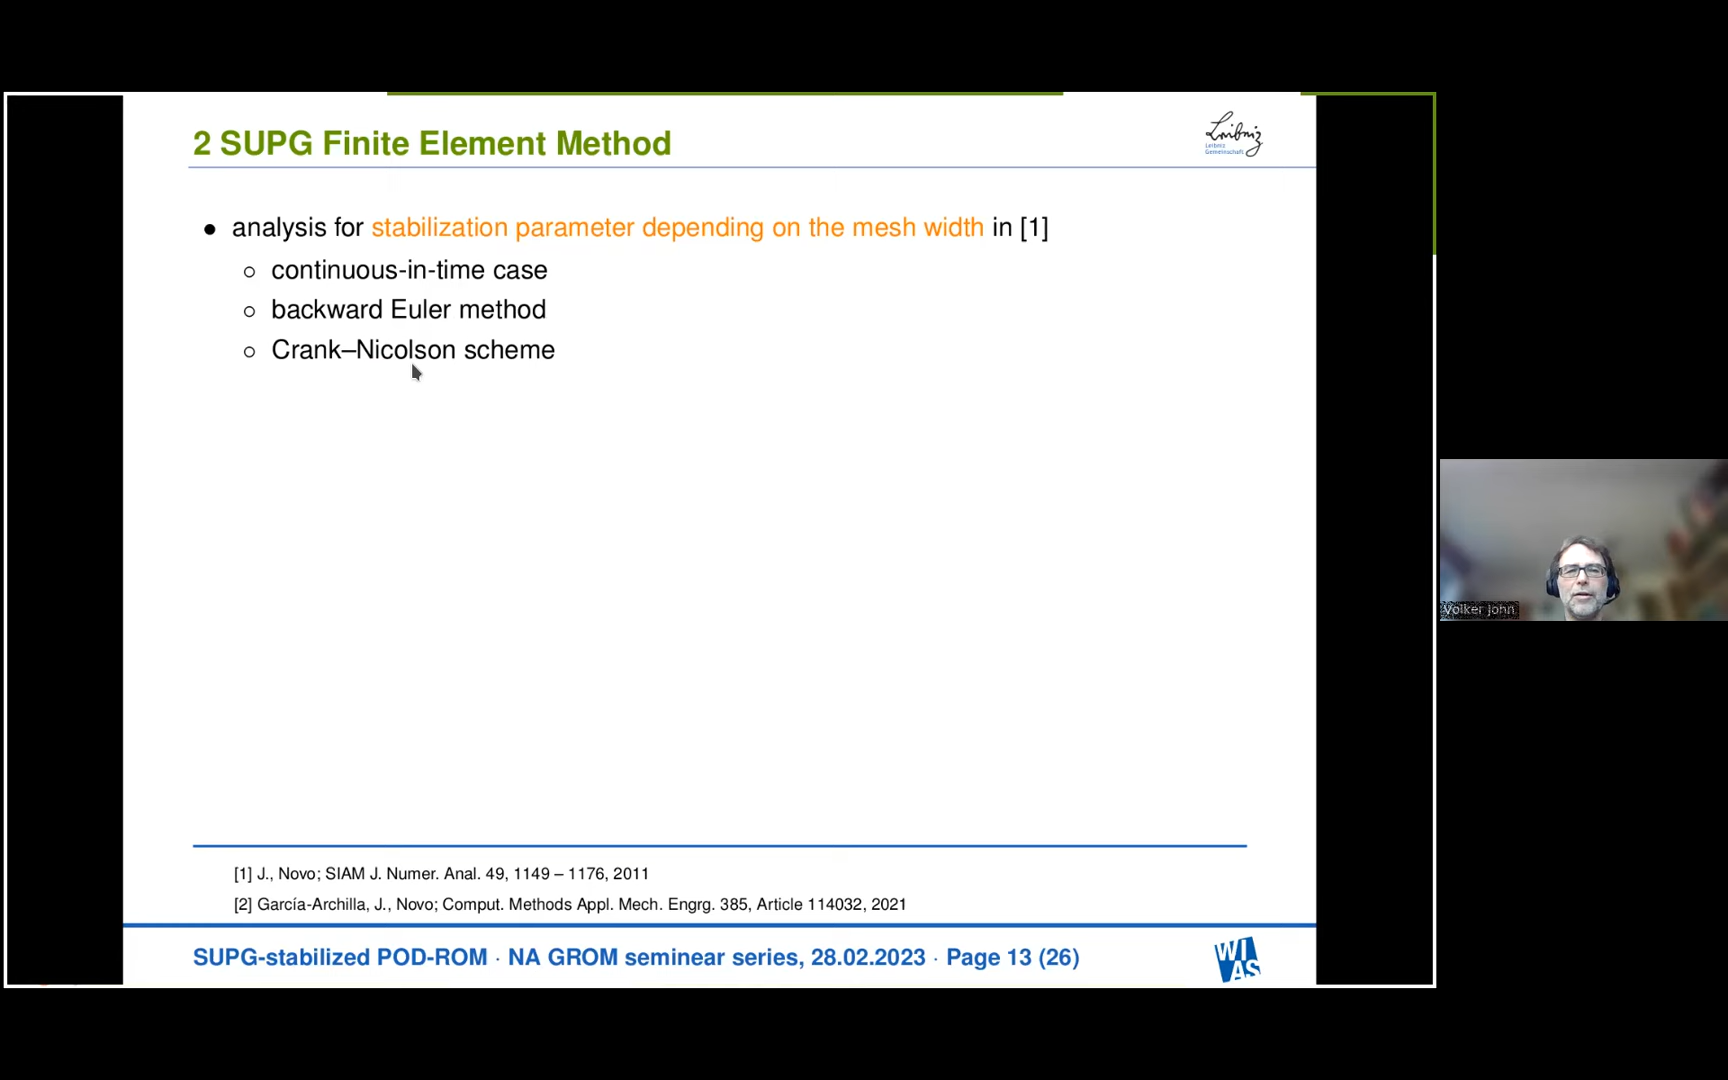 2 SUPG Finite Element Method
Leibniz
Leibniz
Gemeinschaft
● analysis for stabilization parameter depending on the mesh width in [1]
○ continuous-in-time case
○ backward Euler method
○ Crank–Nicolson scheme
[1] J., Novo; SIAM J. Numer. Anal. 49, 1149 – 1176, 2011
[2] García-Archilla, J., Novo; Comput. Methods Appl. Mech. Engrg. 385, Article 114032, 2021
SUPG-stabilized POD-ROM · NA GROM seminear series, 28.02.2023 · Page 13 (26)
WI
AS
Volker John